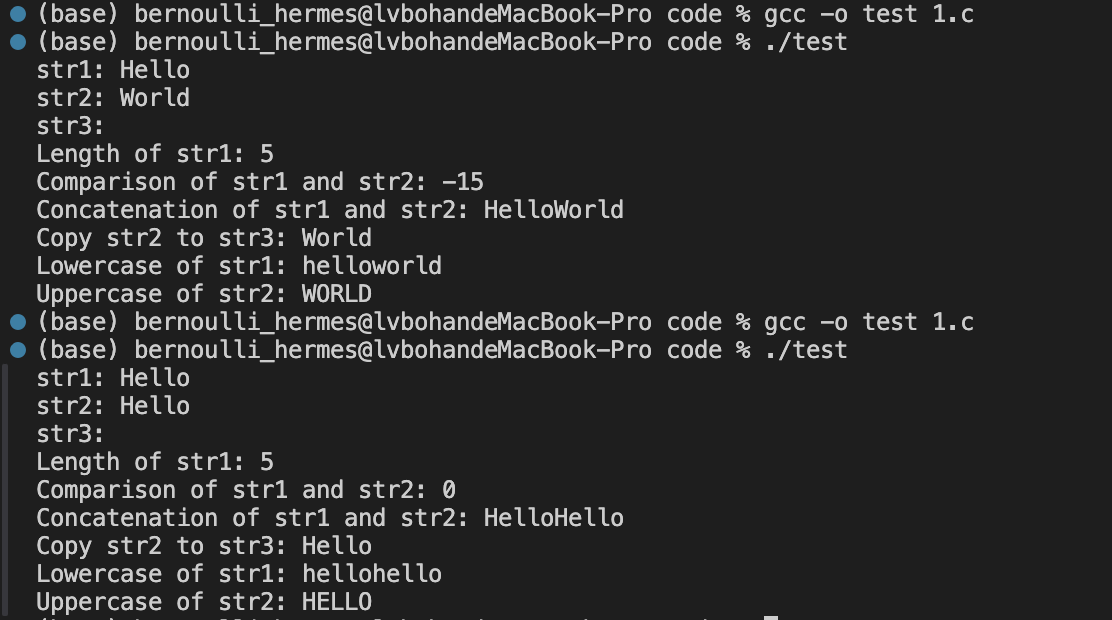 (base) bernoulli_hermes@lvbohandeMacBook-Pro code % gcc -o test 1.c
(base) bernoulli_hermes@lvbohandeMacBook-Pro code % ./test
str1: Hello
str2: World
str3:
Length of str1: 5
Comparison of str1 and str2: -15
Concatenation of str1 and str2: HelloWorld
Copy str2 to str3: World
Lowercase of str1: helloworld
Uppercase of str2: WORLD
(base) bernoulli_hermes@lvbohandeMacBook-Pro code % gcc -o test 1.c
(base) bernoulli_hermes@lvbohandeMacBook-Pro code % ./test
str1: Hello
str2: Hello
str3:
Length of str1: 5
Comparison of str1 and str2: 0
Concatenation of str1 and str2: HelloHello
Copy str2 to str3: Hello
Lowercase of str1: hellohello
Uppercase of str2: HELLO